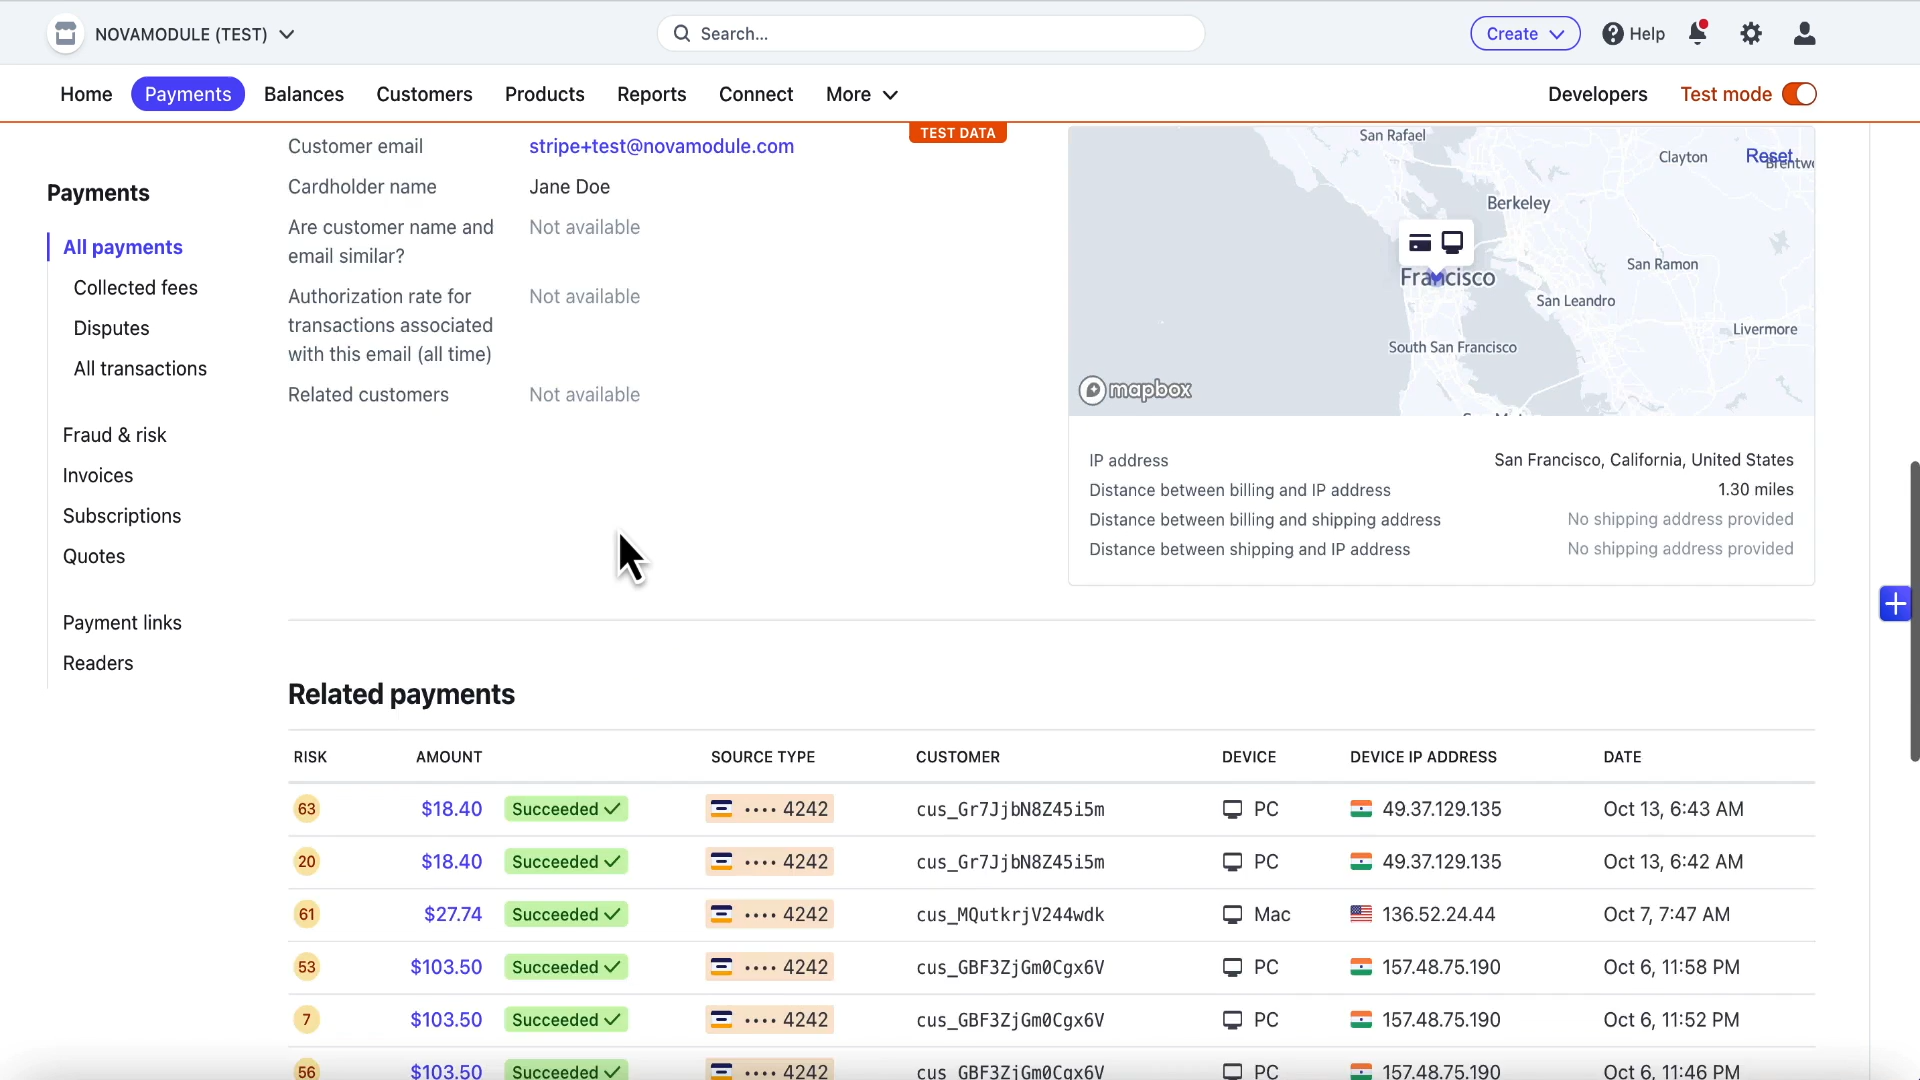 NOVAMODULE (TEST)
Search...
Create
Help
Home
Payments
Balances
Customers
Products
Reports
Connect
More
Developers
Test mode
TEST DATA
Payments
All payments
Collected fees
Disputes
All transactions
Fraud & risk
Invoices
Subscriptions
Quotes
Payment links
Readers
Customer email stripe+test@novamodule.com
Cardholder name Jane Doe
Are customer name and Not available
email similar?
Authorization rate for Not available
transactions associated
with this email (all time)
Related customers Not available
San Rafael
Clayton
Reset
Berkeley
Francisco
San Ramon
San Leandro
Livermore
South San Francisco
mapbox
IP address San Francisco, California, United States
Distance between billing and IP address 1.30 miles
Distance between billing and shipping address No shipping address provided
Distance between shipping and IP address No shipping address provided
Related payments
RISK AMOUNT SOURCE TYPE CUSTOMER DEVICE DEVICE IP ADDRESS DATE
63 $18.40 Succeeded •••• 4242 cus_Gr7JjbN8Z45i5m PC 49.37.129.135 Oct 13, 6:43 AM
20 $18.40 Succeeded •••• 4242 cus_Gr7JjbN8Z45i5m PC 49.37.129.135 Oct 13, 6:42 AM
61 $27.74 Succeeded •••• 4242 cus_MQutkrjV244wdk Mac 136.52.24.44 Oct 7, 7:47 AM
53 $103.50 Succeeded •••• 4242 cus_GBF3ZjGm0Cgx6V PC 157.48.75.190 Oct 6, 11:58 PM
7 $103.50 Succeeded •••• 4242 cus_GBF3ZjGm0Cgx6V PC 157.48.75.190 Oct 6, 11:52 PM
56 $103.50 Succeeded •••• 4242 cus_GBF3ZjGm0Cgx6V PC 157.48.75.190 Oct 6, 11:46 PM